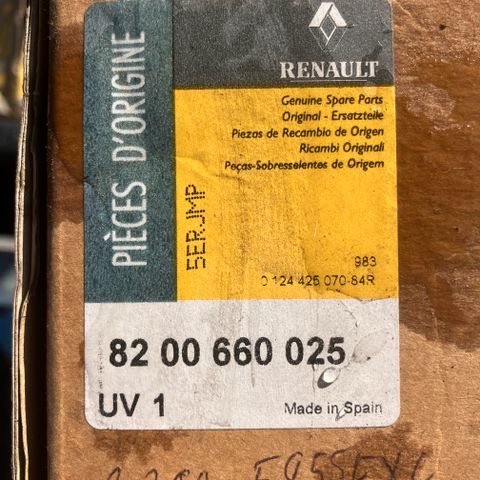 PIÈCES D'ORIGINE
RENAULT
Genuine Spare Parts
Original - Ersatzteile
Piezas de Recambio de Origen
Ricambi Originali
Peças-Sobresselentes de Origem
5ERJMP
983
0 124 425 070-84R
82 00 660 025
UV 1
Made in Spain